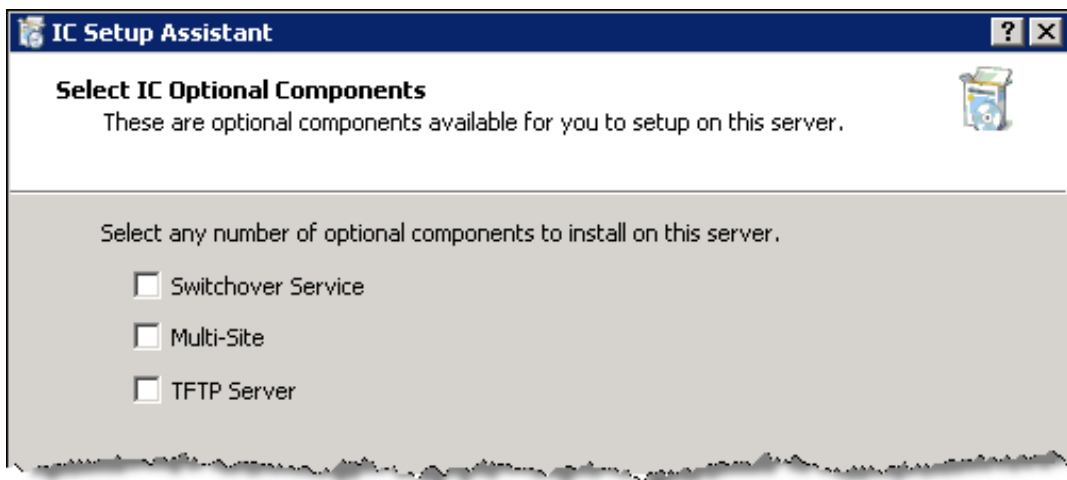 IC Setup Assistant
Select IC Optional Components
These are optional components available for you to setup on this server.
Select any number of optional components to install on this server.
Switchover Service
Multi-Site
TFTP Server